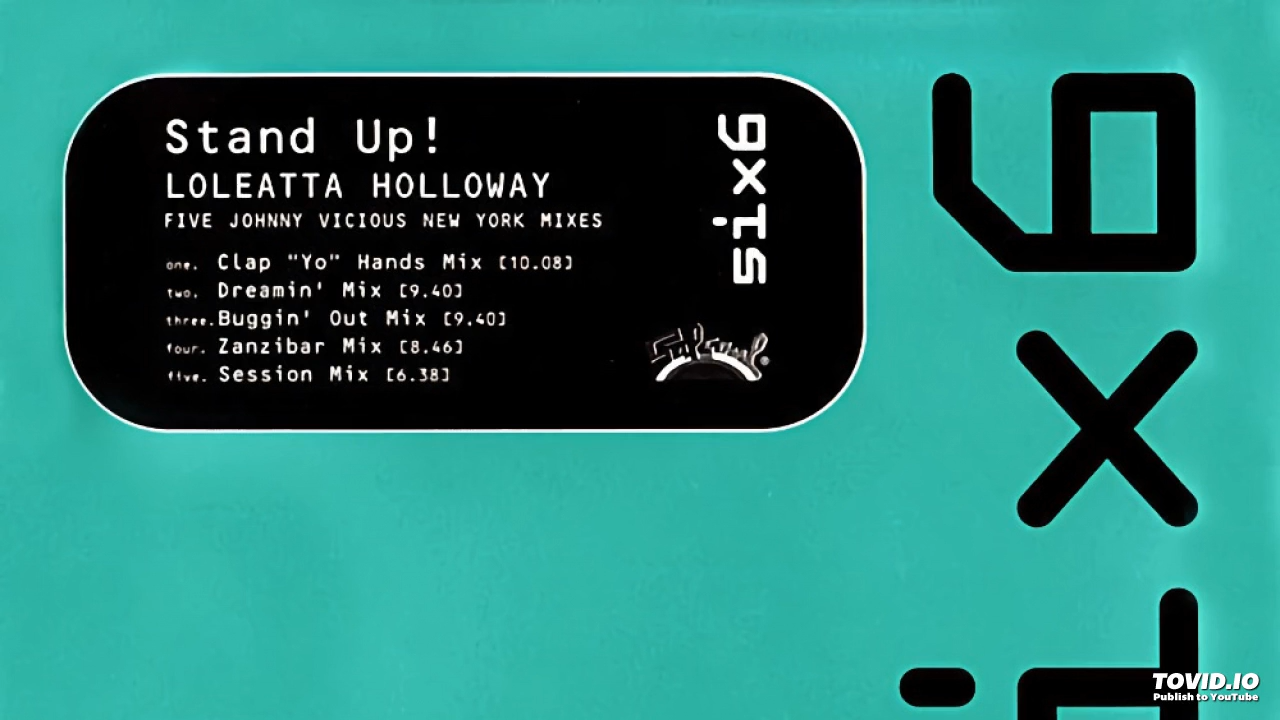 Stand Up!
LOLEATTA HOLLOWAY
FIVE JOHNNY VICIOUS NEW YORK MIXES
one. Clap "Yo" Hands Mix [10.08]
two. Dreamin' Mix [9.40]
three. Buggin' Out Mix [9.40]
four. Zanzibar Mix [8.46]
five. Session Mix [6.38]
six6
Salsoul®
six6
TOVID.IO
Publish to YouTube